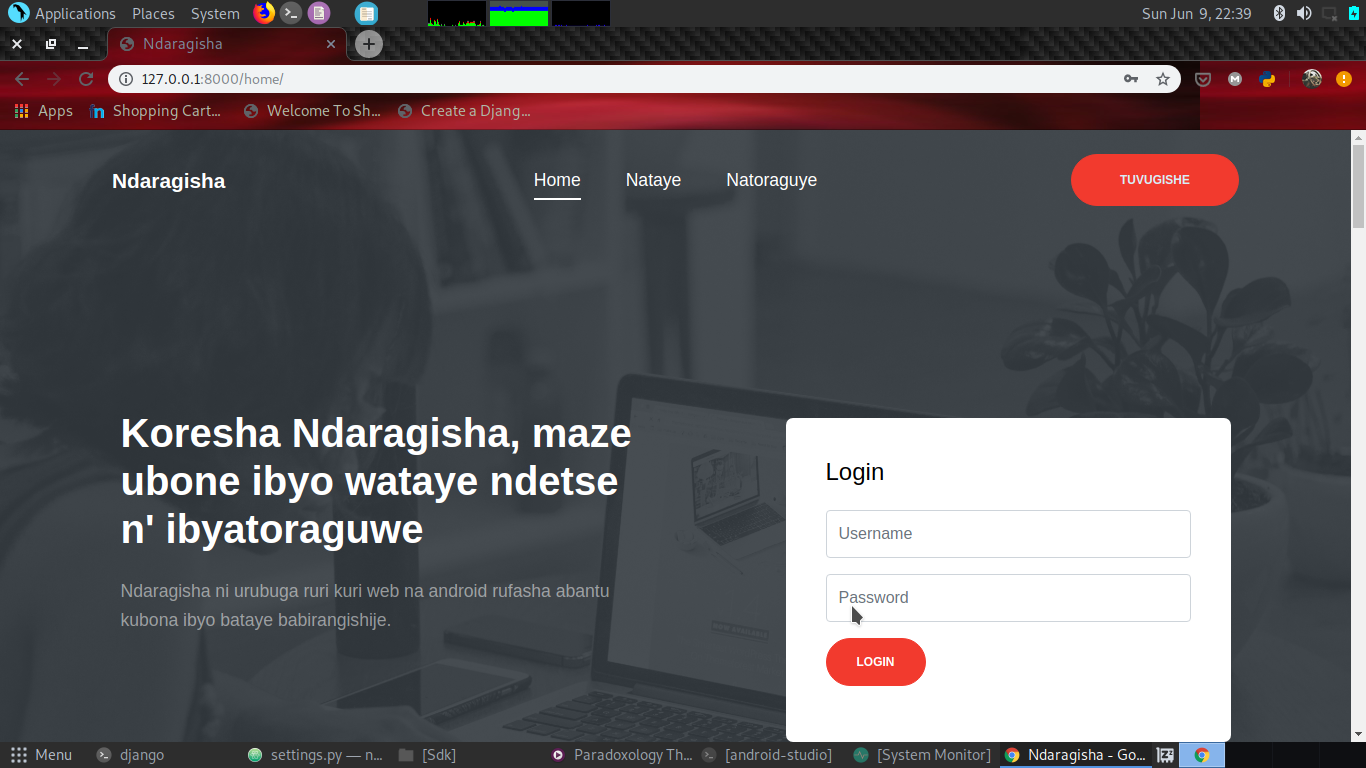 Applications Places System Sun Jun 9, 22:39
Ndaragisha
127.0.0.1:8000/home/
Apps Shopping Cart... Welcome To Sh... Create a Djang...
Ndaragisha Home Nataye Natoraguye TUVUGISHE
Koresha Ndaragisha, maze
ubone ibyo wataye ndetse
n' ibyatoraguwe
Ndaragisha ni urubuga ruri kuri web na android rufasha abantu
kubona ibyo bataye babirangishije.
Login
Username
Password
LOGIN
Menu django settings.py — n... [Sdk] Paradoxology Th... [android-studio] [System Monitor] Ndaragisha - Go...